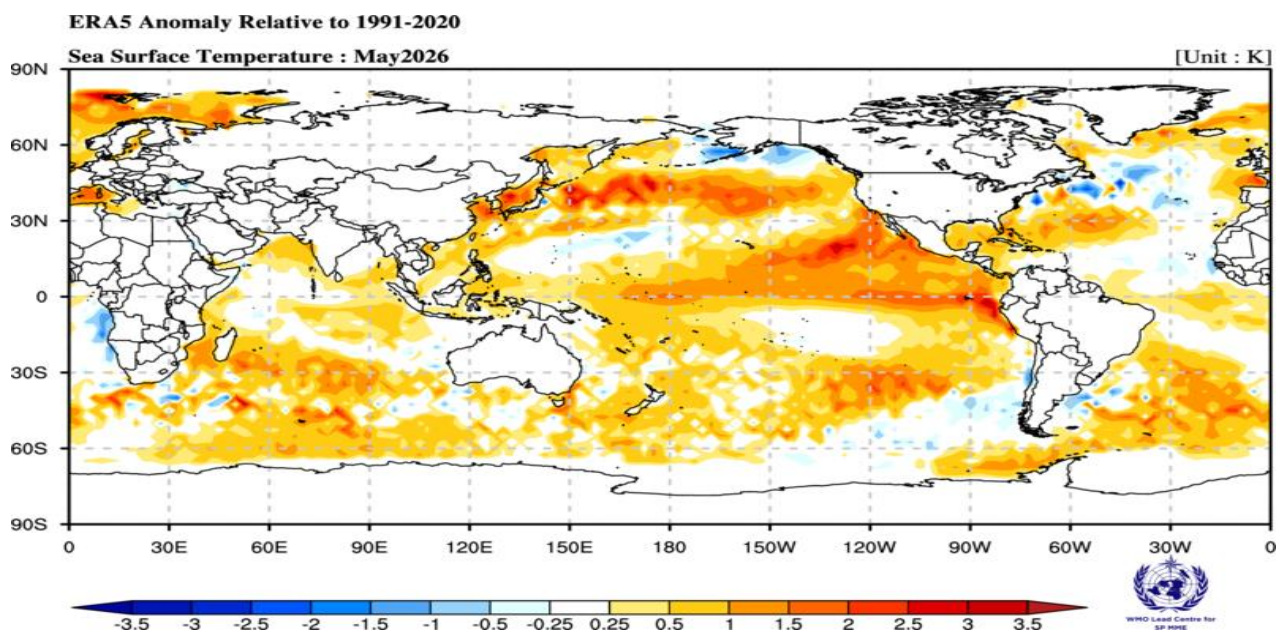 ERA5 Anomaly Relative to 1991-2020
Sea Surface Temperature : May2026
[Unit : K]
90N
60N
30N
0
30S
60S
90S
0 30E 60E 90E 120E 150E 180 150W 120W 90W 60W 30W 0
-3.5 -3 -2.5 -2 -1.5 -1 -0.5 -0.25 0.25 0.5 1 1.5 2 2.5 3 3.5
WMO Lead Centre for
SP MME